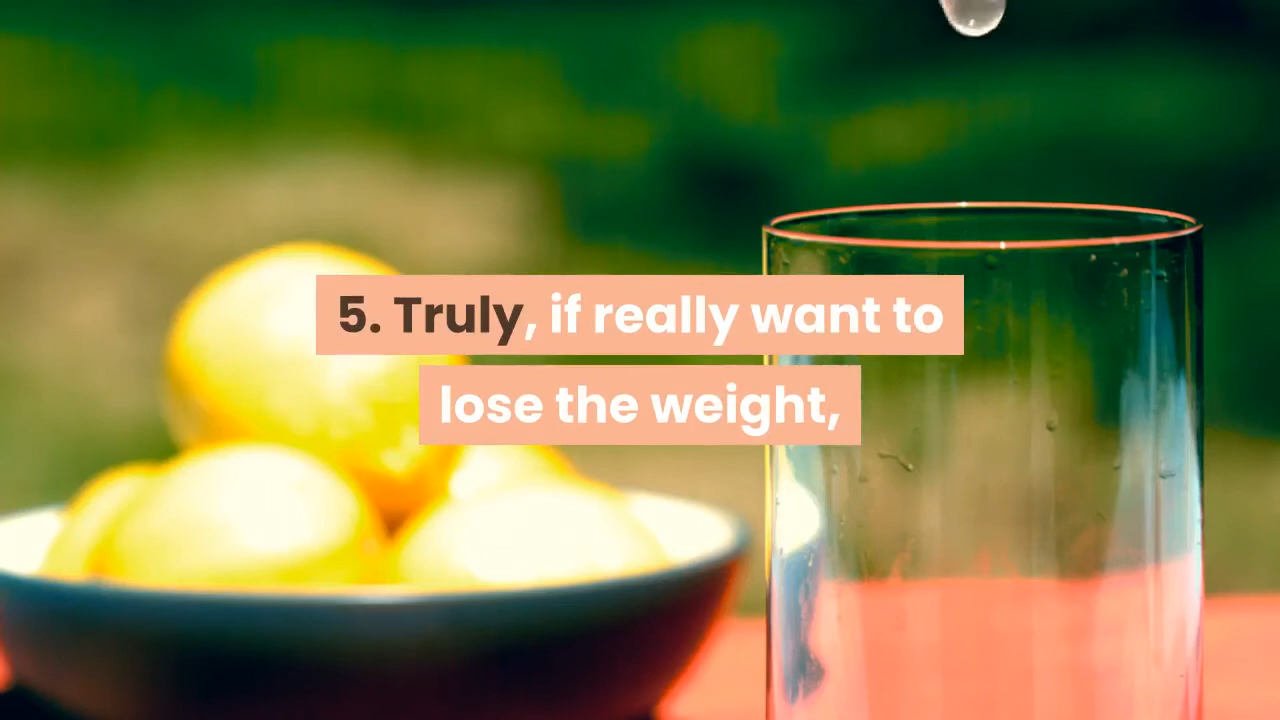 5. Truly, if really want to
lose the weight,